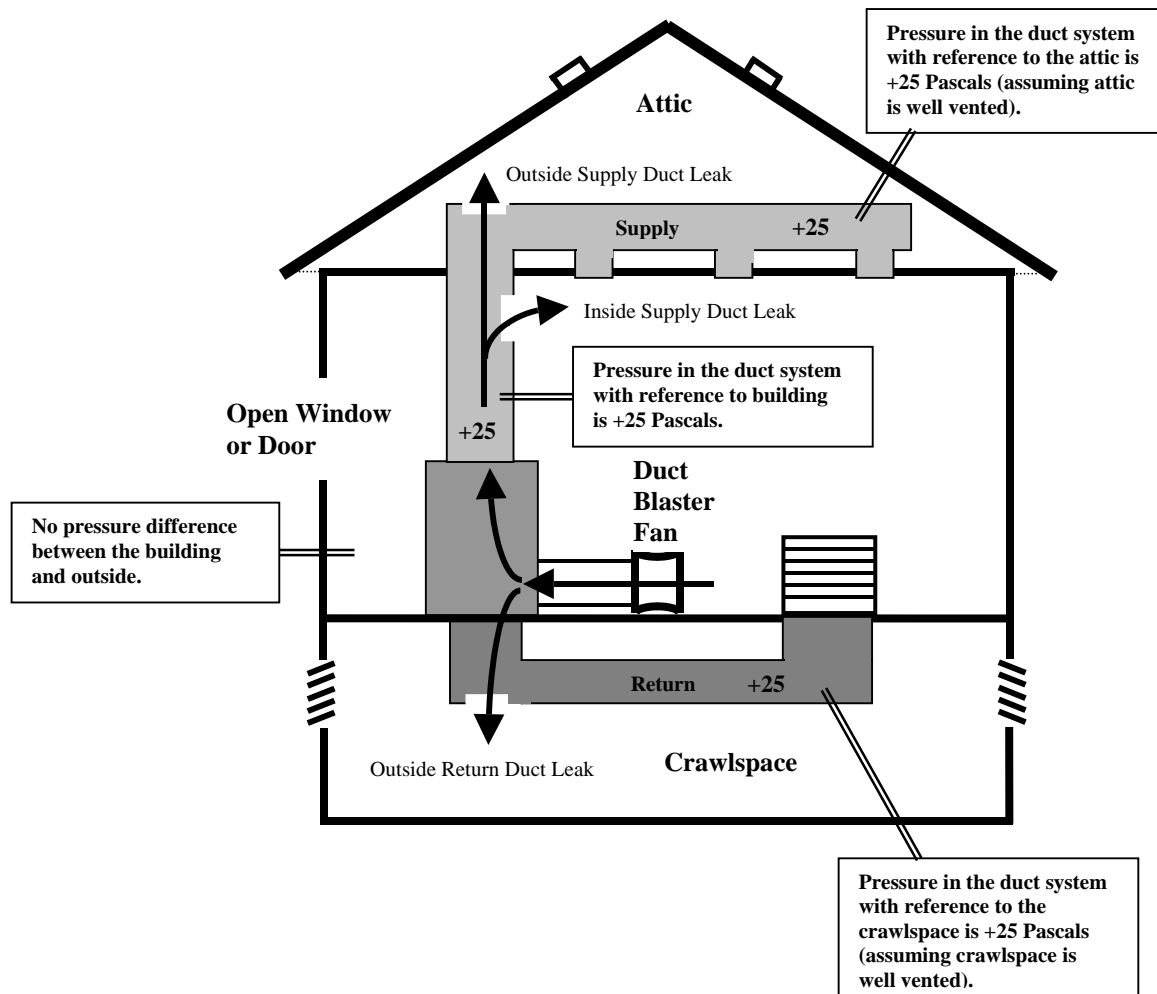 Pressure in the duct system
with reference to the attic is
+25 Pascals (assuming attic
is well vented).
Attic
Outside Supply Duct Leak
Supply +25
Inside Supply Duct Leak
Pressure in the duct system
with reference to building
is +25 Pascals.
Open Window
or Door
+25
Duct
Blaster
Fan
No pressure difference
between the building
and outside.
Return +25
Outside Return Duct Leak
Crawlspace
Pressure in the duct system
with reference to the
crawlspace is +25 Pascals
(assuming crawlspace is
well vented).